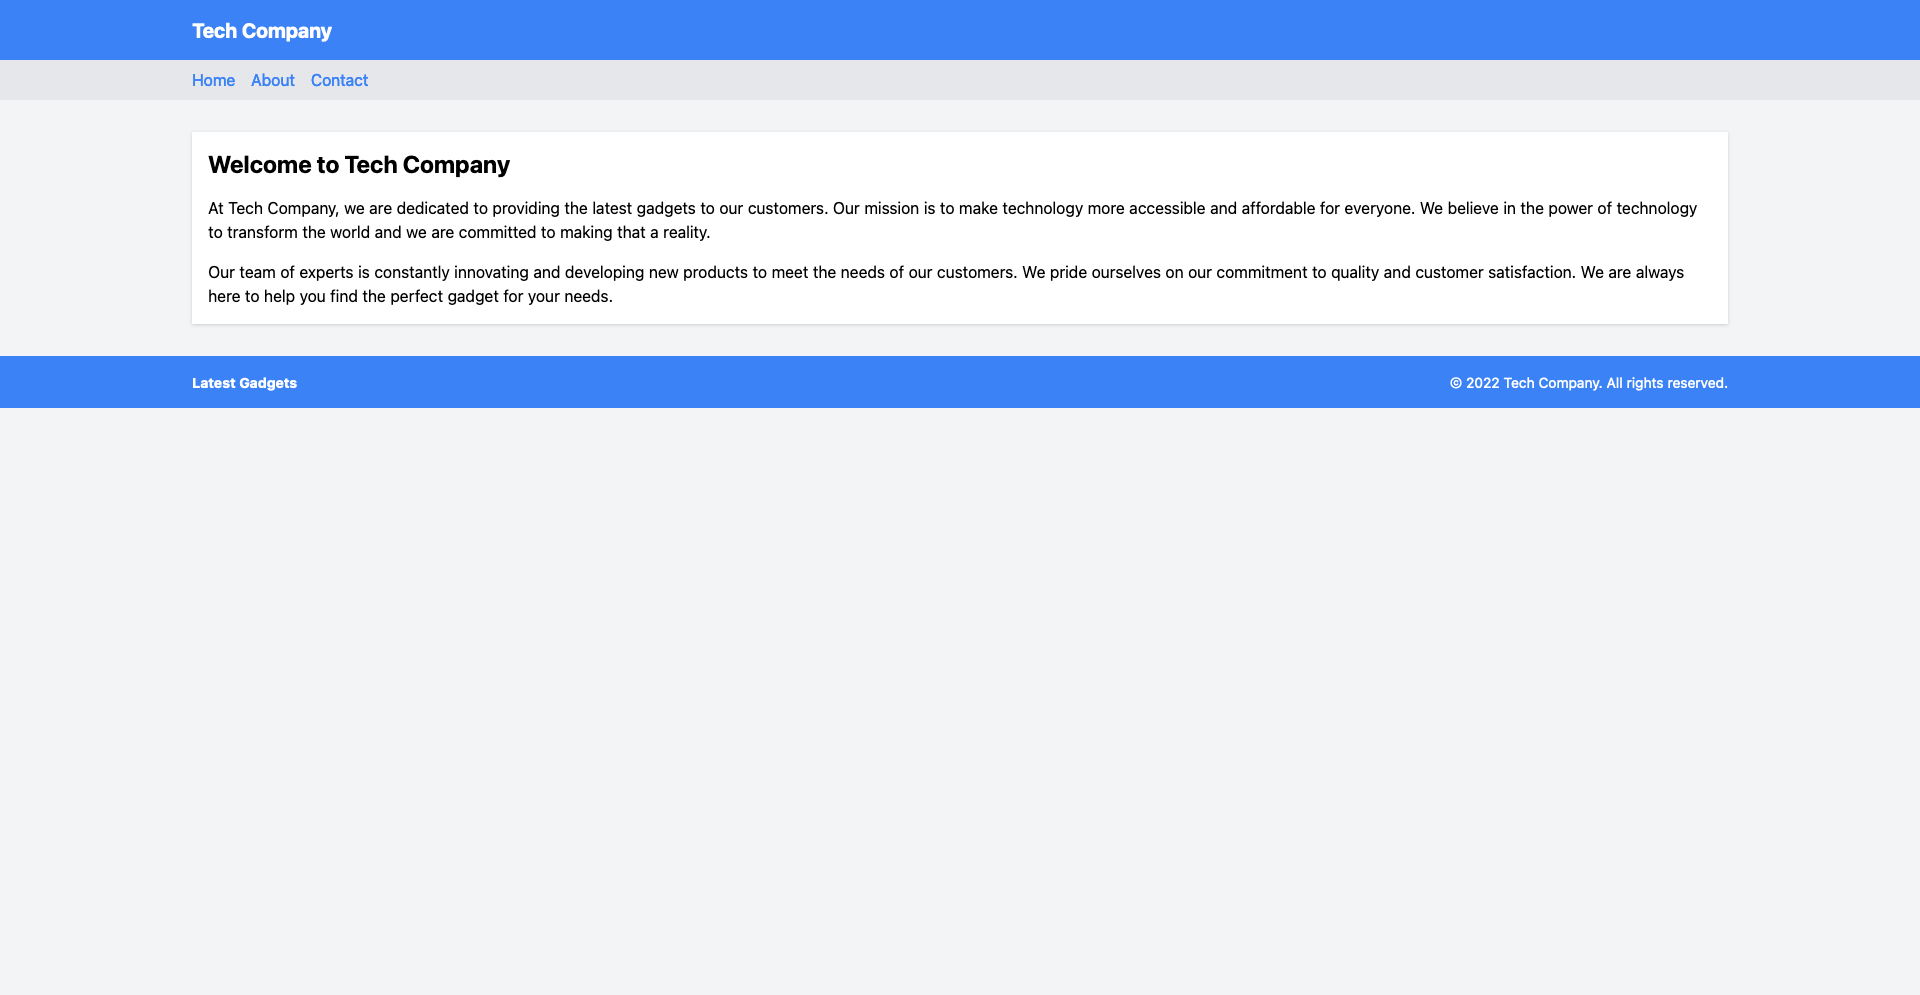 Tech Company
Home About Contact
Welcome to Tech Company
At Tech Company, we are dedicated to providing the latest gadgets to our customers. Our mission is to make technology more accessible and affordable for everyone. We believe in the power of technology
to transform the world and we are committed to making that a reality.
Our team of experts is constantly innovating and developing new products to meet the needs of our customers. We pride ourselves on our commitment to quality and customer satisfaction. We are always
here to help you find the perfect gadget for your needs.
Latest Gadgets © 2022 Tech Company. All rights reserved.